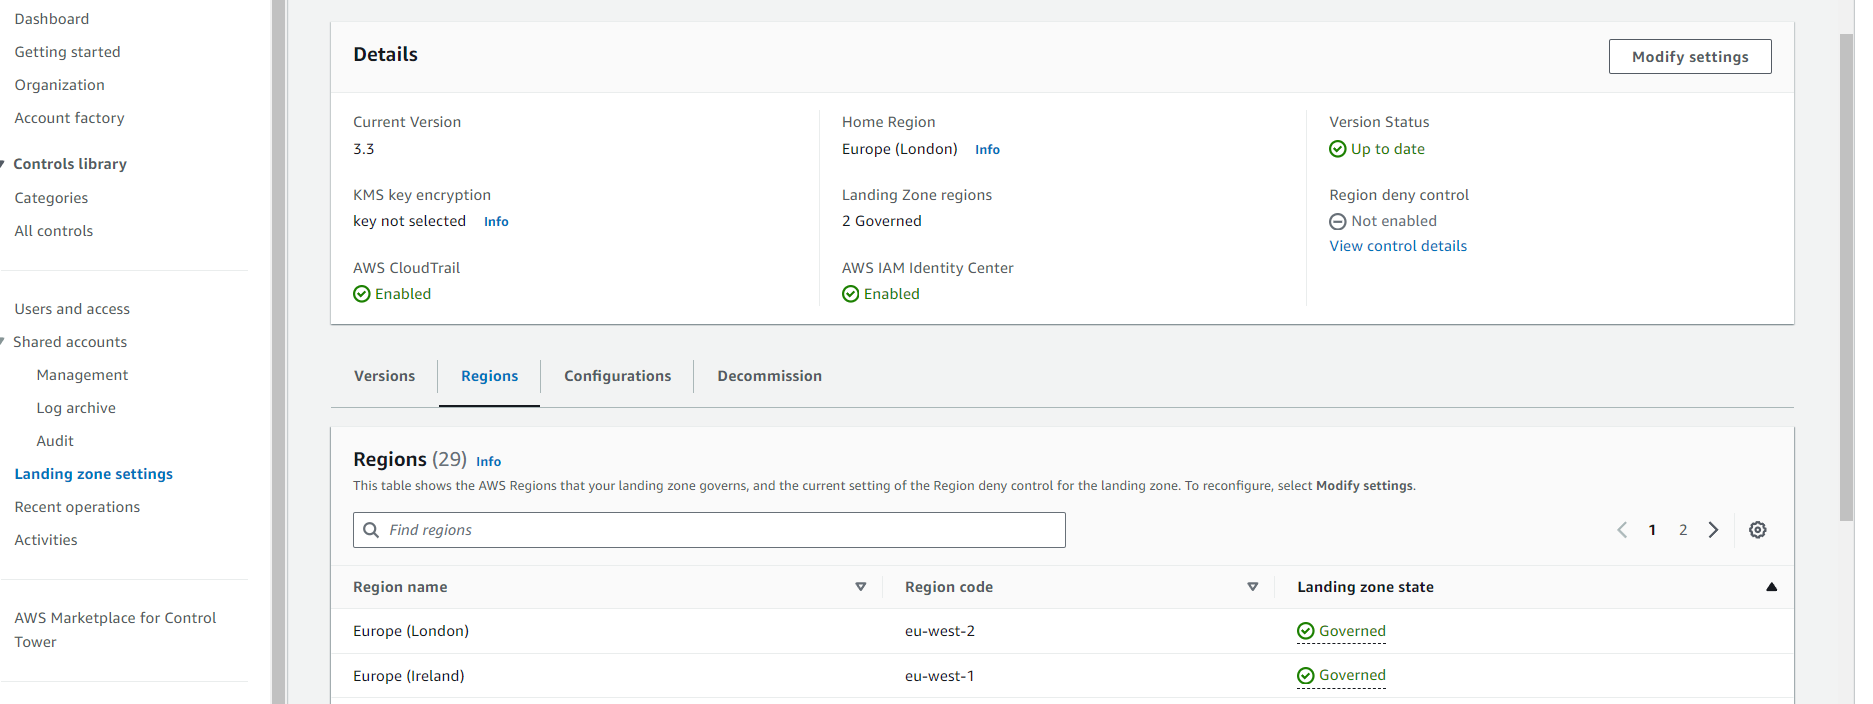 Dashboard
Getting started
Organization
Account factory
Controls library
Categories
All controls
Users and access
Shared accounts
Management
Log archive
Audit
Landing zone settings
Recent operations
Activities
AWS Marketplace for Control
Tower
Details
Modify settings
Current Version
3.3
KMS key encryption
key not selected Info
AWS CloudTrail
Enabled
Home Region
Europe (London) Info
Landing Zone regions
2 Governed
AWS IAM Identity Center
Enabled
Version Status
Up to date
Region deny control
Not enabled
View control details
Versions Regions Configurations Decommission
Regions (29) Info
This table shows the AWS Regions that your landing zone governs, and the current setting of the Region deny control for the landing zone. To reconfigure, select Modify settings.
Find regions 1 2
Region name Region code Landing zone state
Europe (London) eu-west-2 Governed
Europe (Ireland) eu-west-1 Governed